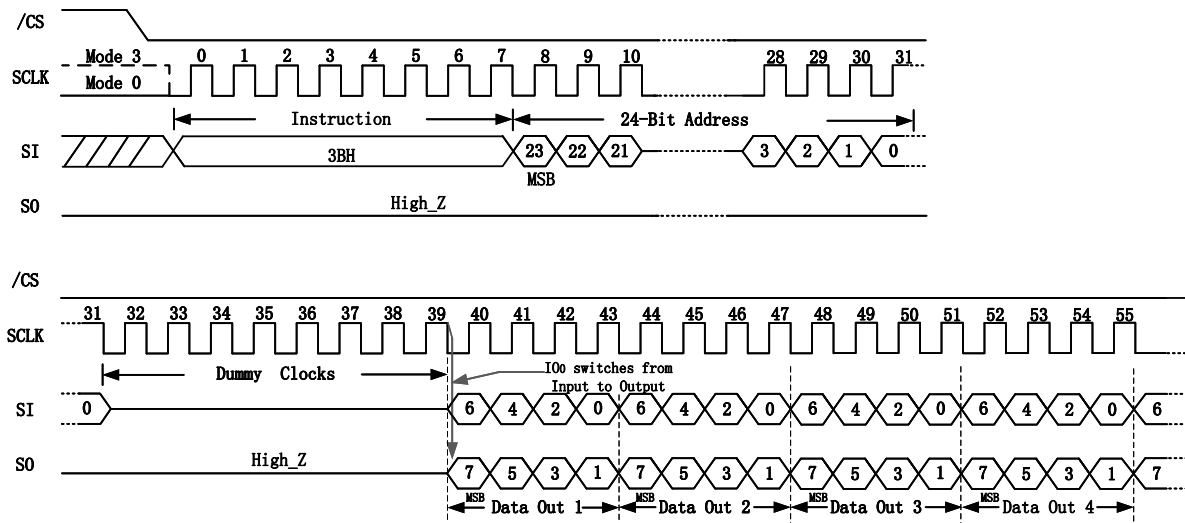 /CS
Mode 3 0 1 2 3 4 5 6 7 8 9 10 28 29 30 31
SCLK
Mode 0
Instruction 24-Bit Address
SI 3BH 23 22 21 3 2 1 0
MSB
SO High_Z
/CS
31 32 33 34 35 36 37 38 39 40 41 42 43 44 45 46 47 48 49 50 51 52 53 54 55
SCLK
Dummy Clocks IO0 switches from
Input to Output
SI 0 6 4 2 0 6 4 2 0 6 4 2 0 6 4 2 0 6
SO High_Z 7 5 3 1 7 5 3 1 7 5 3 1 7 5 3 1 7
MSB Data Out 1 MSB Data Out 2 MSB Data Out 3 MSB Data Out 4